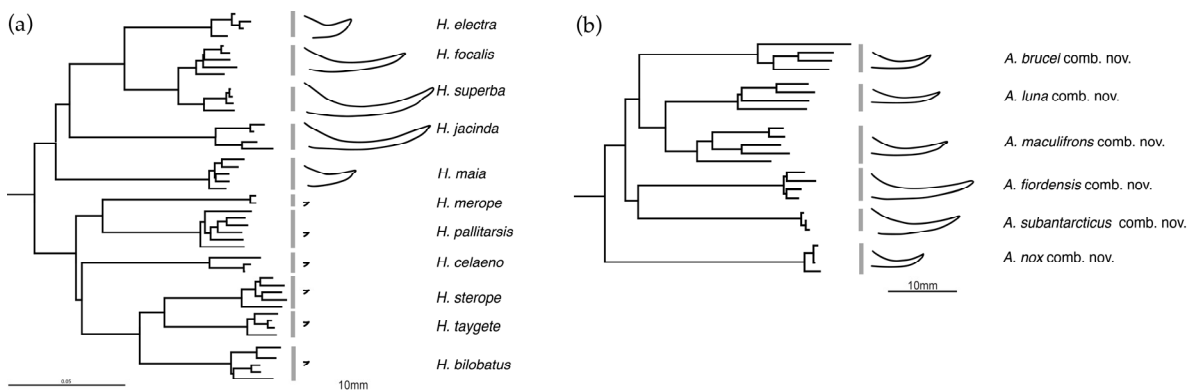 (a)
H. electra
H. focalis
H. superba
H. jacinda
H. maia
H. merope
H. pallitarsis
H. celaeno
H. sterope
H. taygete
H. bilobatus
0.05
10mm
(b)
A. brucei comb. nov.
A. luna comb. nov.
A. maculifrons comb. nov.
A. fiordensis comb. nov.
A. subantarcticus comb. nov.
A. nox comb. nov.
10mm